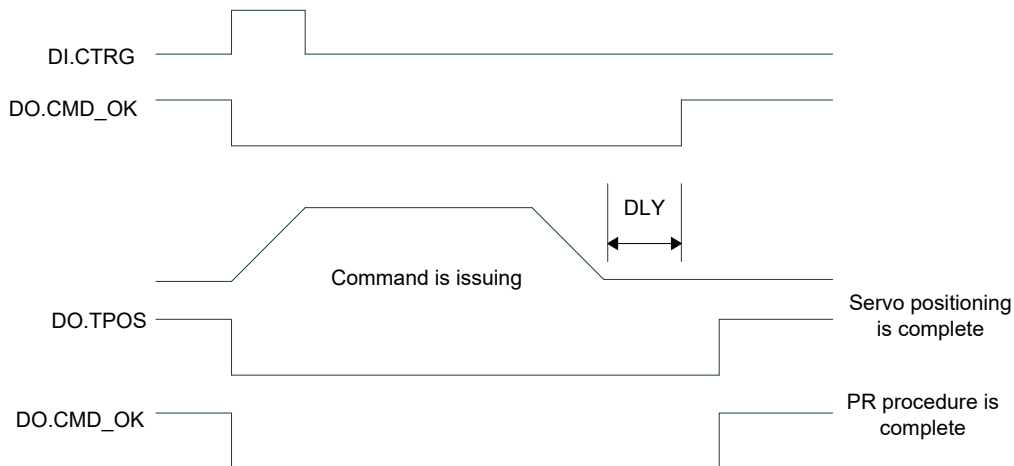 DI.CTRG
DO.CMD_OK
DLY
Command is issuing
DO.TPOS
Servo positioning
is complete
DO.CMD_OK
PR procedure is
complete